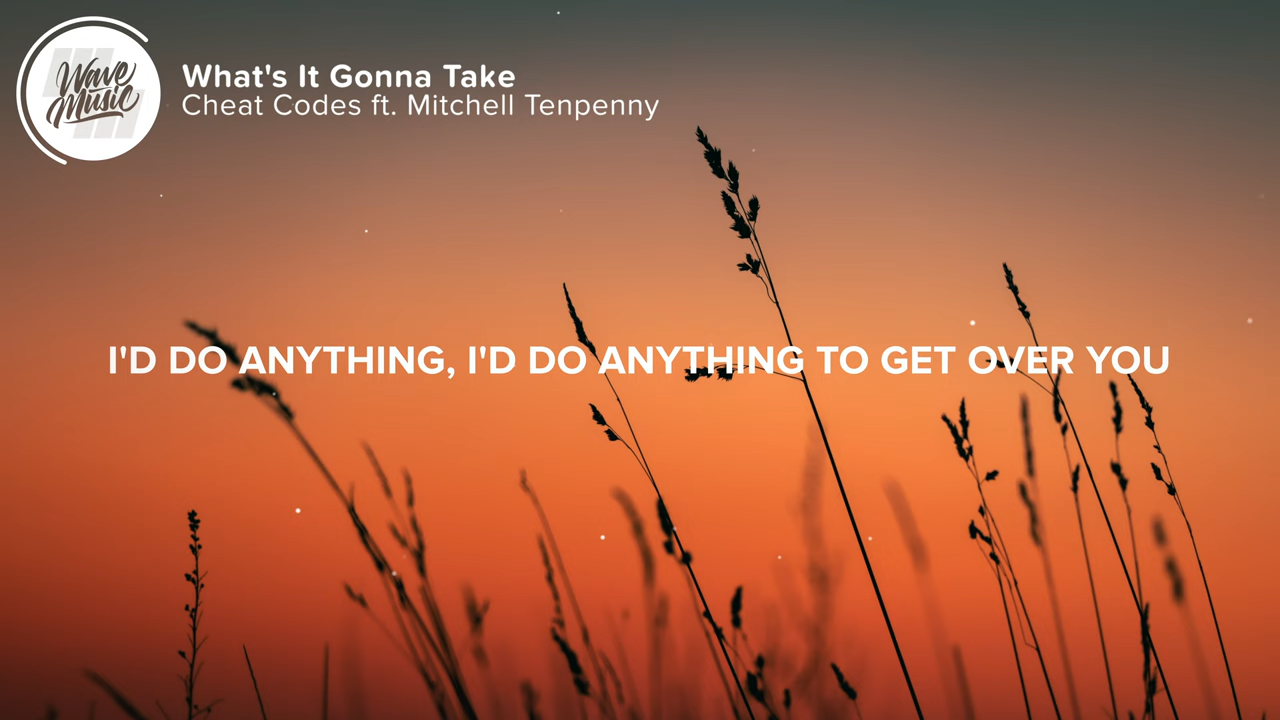 Wave
Music
What's It Gonna Take
Cheat Codes ft. Mitchell Tenpenny
I'D DO ANYTHING, I'D DO ANYTHING TO GET OVER YOU